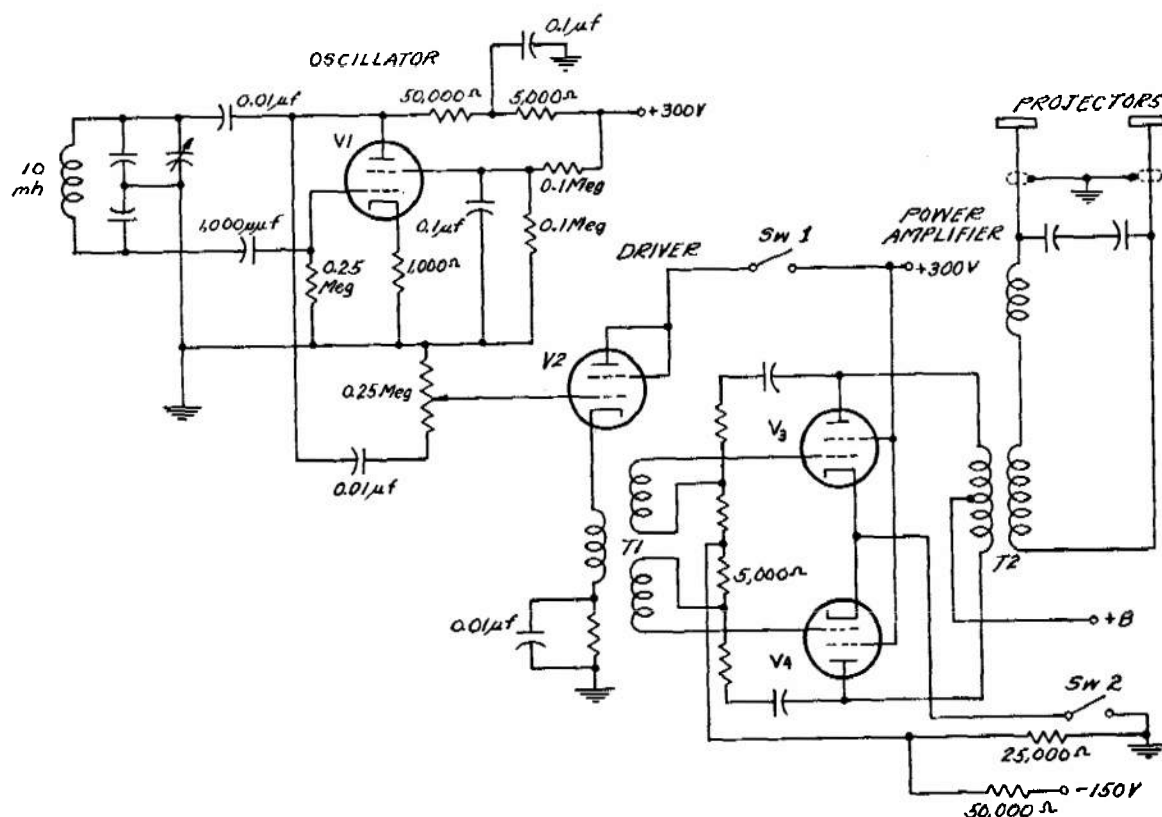 0.1μf
OSCILLATOR
0.01μf
50,000Ω
5,000Ω
+300V
PROJECTORS
V1
10
mh
0.1Meg
1,000μμf
0.1μf
0.1Meg
POWER
AMPLIFIER
SW 1
DRIVER
0.25
Meg
1,000Ω
+300V
V2
0.25Meg
V3
0.01μf
T1
T2
5,000Ω
0.01μf
+B
V4
SW 2
25,000Ω
-150V
50,000Ω